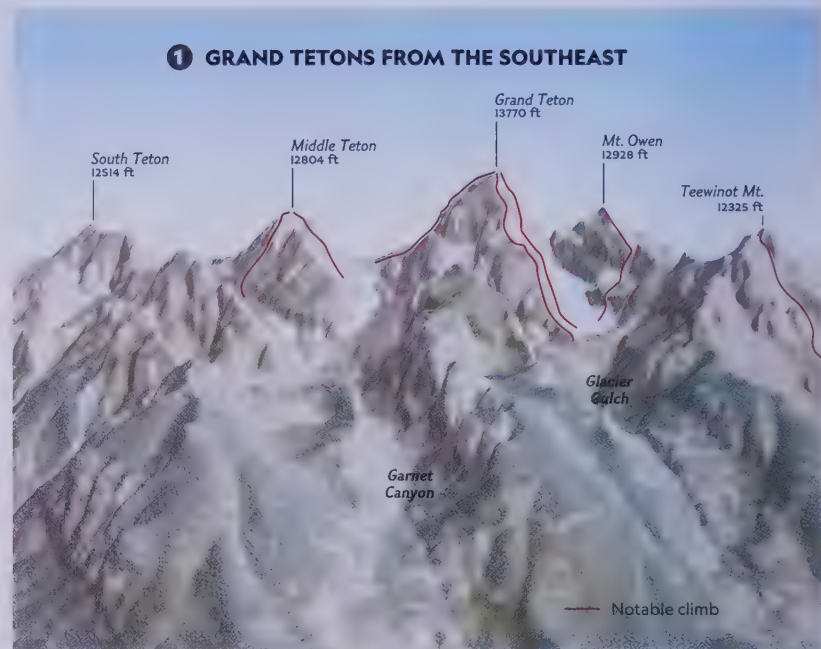 1 GRAND TETONS FROM THE SOUTHEAST
Grand Teton
13770 ft
Mt. Owen
12928 ft
Middle Teton
12804 ft
South Teton
12514 ft
Teewinot Mt.
12325 ft
Glacier
Gulch
Garnet
Canyon
Notable climb